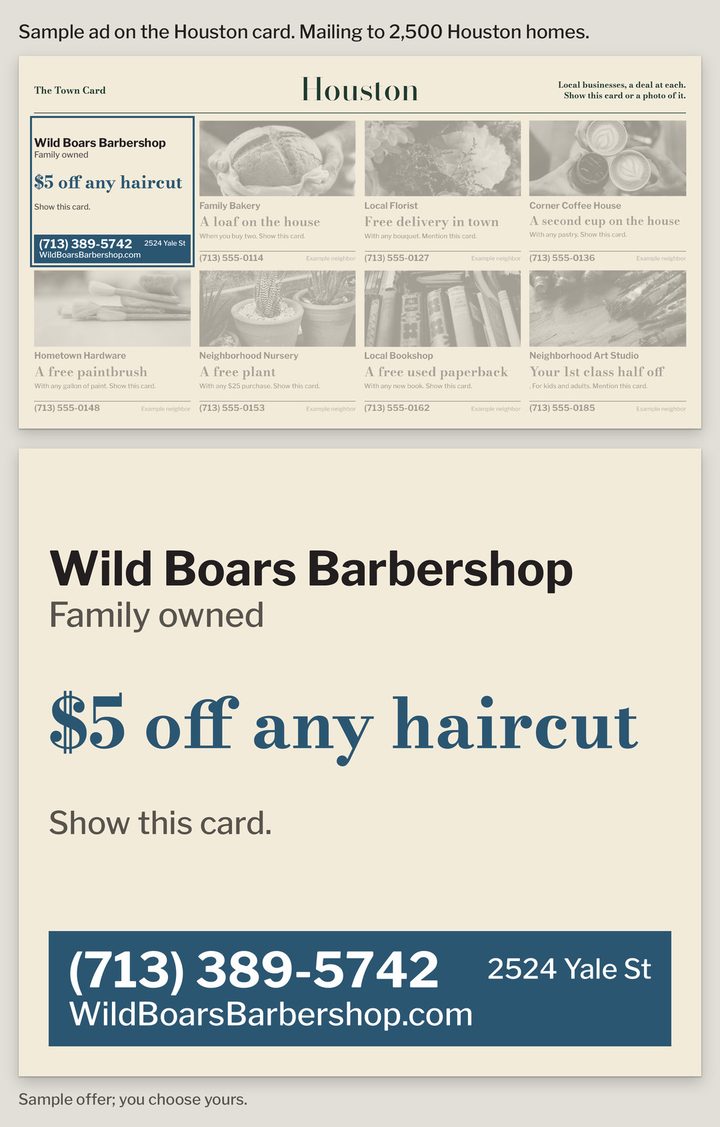 Sample ad on the Houston card. Mailing to 2,500 Houston homes.
The Town Card
Houston
Local businesses, a deal at each.
Show this card or a photo of it.
Wild Boars Barbershop
Family owned
$5 off any haircut
Show this card.
(713) 389-5742 2524 Yale St
WildBoarsBarbershop.com
Family Bakery
A loaf on the house
When you buy two. Show this card.
(713) 555-0114 Example neighbor
Local Florist
Free delivery in town
With any bouquet. Mention this card.
(713) 555-0127 Example neighbor
Corner Coffee House
A second cup on the house
With any pastry. Show this card.
(713) 555-0136 Example neighbor
Hometown Hardware
A free paintbrush
With any gallon of paint. Show this card.
(713) 555-0148 Example neighbor
Neighborhood Nursery
A free plant
With any $25 purchase. Show this card.
(713) 555-0153 Example neighbor
Local Bookshop
A free used paperback
With any new book. Show this card.
(713) 555-0162 Example neighbor
Neighborhood Art Studio
Your 1st class half off
For kids and adults. Mention this card.
(713) 555-0185 Example neighbor
Wild Boars Barbershop
Family owned
$5 off any haircut
Show this card.
(713) 389-5742 2524 Yale St
WildBoarsBarbershop.com
Sample offer; you choose yours.